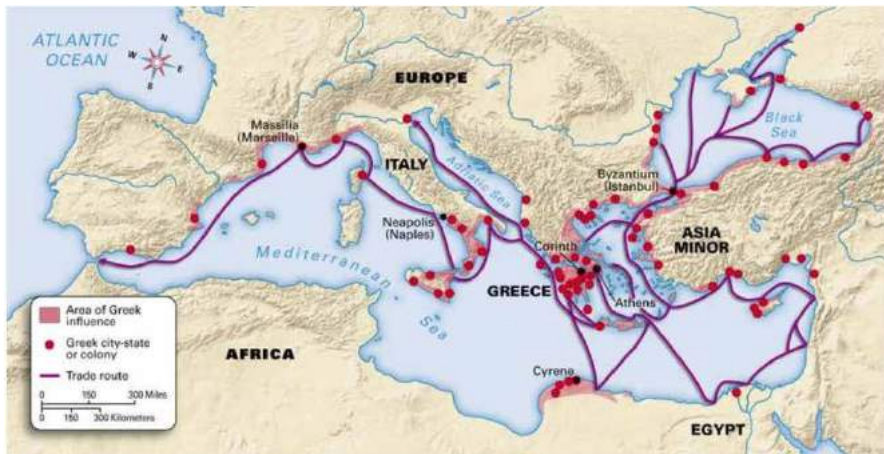 ATLANTIC
OCEAN
N
W
E
S
EUROPE
Massilia
(Marseille)
ITALY
Adriatic Sea
Black
Sea
Byzantium
(Istanbul)
Neapolis
(Naples)
ASIA
MINOR
Corinth
Mediterranean
Sea
GREECE
Athens
AFRICA
Cyrene
EGYPT
Area of Greek
influence
Greek city-state
or colony
Trade route
0 150 300 Miles
0 150 300 Kilometers